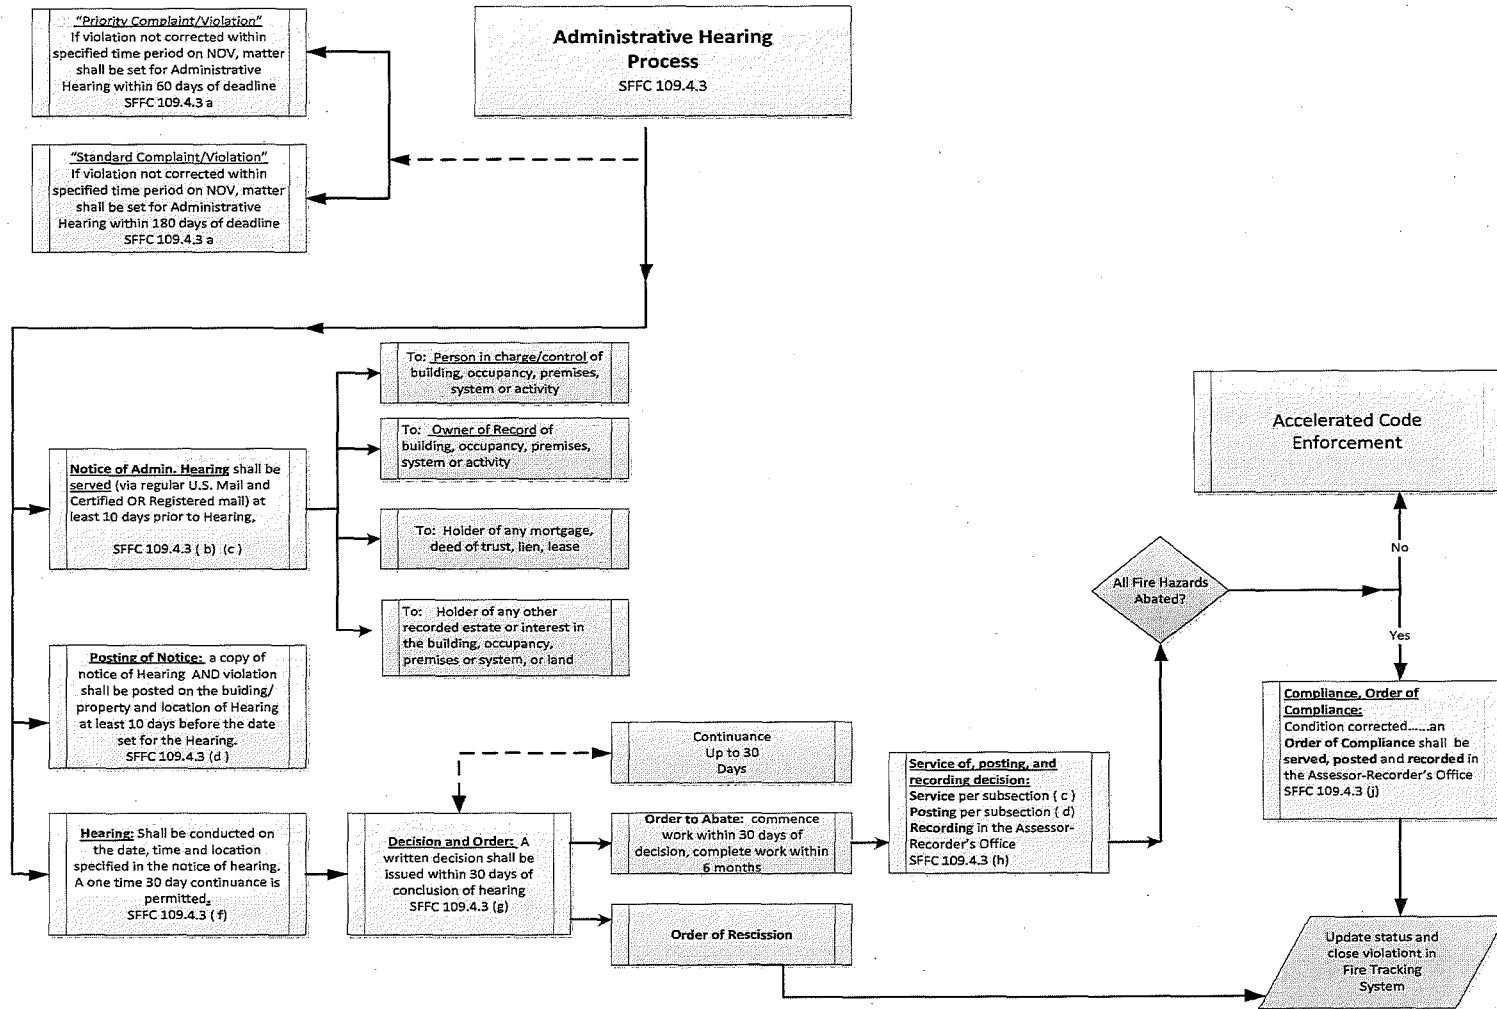 "Priority Complaint/Violation"
If violation not corrected within
specified time period on NOV, matter
shall be set for Administrative
Hearing within 60 days of deadline
SFFC 109.4.3 a
Administrative Hearing
Process
SFFC 109.4.3
"Standard Complaint/Violation"
If violation not corrected within
specified time period on NOV, matter
shall be set for Administrative
Hearing within 180 days of deadline
SFFC 109.4.3 a
To: Person in charge/control of
building, occupancy, premises,
system or activity
To: Owner of Record of
building, occupancy, premises,
system or activity
Notice of Admin. Hearing shall be
served (via regular U.S. Mail and
Certified OR Registered mail) at
least 10 days prior to Hearing.
SFFC 109.4.3 ( b) (c )
To: Holder of any mortgage,
deed of trust, lien, lease
To: Holder of any other
recorded estate or interest in
the building, occupancy,
premises or system, or land
Accelerated Code
Enforcement
No
All Fire Hazards
Abated?
Yes
Posting of Notice: a copy of
notice of Hearing AND violation
shall be posted on the buiding/
property and location of Hearing
at least 10 days before the date
set for the Hearing.
SFFC 109.4.3 (d )
Compliance, Order of
Compliance:
Condition corrected......an
Order of Compliance shall be
served, posted and recorded in
the Assessor-Recorder's Office
SFFC 109.4.3 (j)
Continuance
Up to 30
Days
Hearing: Shall be conducted on
the date, time and location
specified in the notice of hearing.
A one time 30 day continuance is
permitted.
SFFC 109.4.3 ( f)
Decision and Order: A
written decision shall be
issued within 30 days of
conclusion of hearing
SFFC 109.4.3 (g)
Order to Abate: commence
work within 30 days of
decision, complete work within
6 months
Service of, posting, and
recording decision:
Service per subsection ( c )
Posting per subsection ( d)
Recording in the Assessor-
Recorder's Office
SFFC 109.4.3 (h)
Order of Rescission
Update status and
close violationt in
Fire Tracking
System